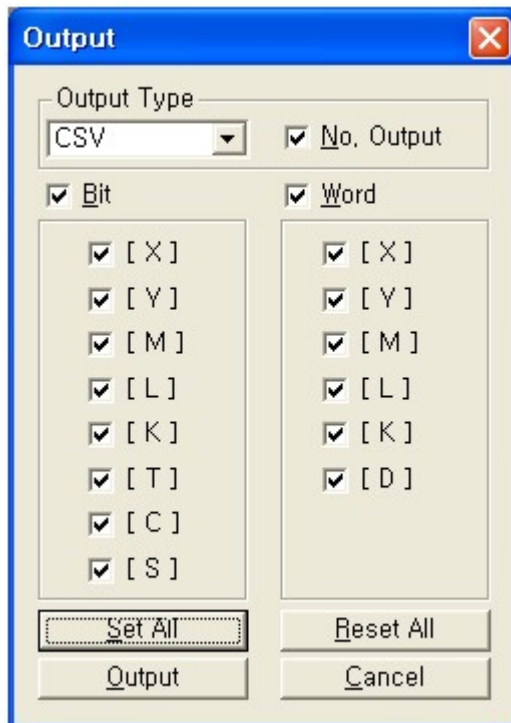 Output
Output Type
CSV
No, Output
Bit
Word
[ X ]
[ Y ]
[ M ]
[ L ]
[ K ]
[ T ]
[ C ]
[ S ]
[ X ]
[ Y ]
[ M ]
[ L ]
[ K ]
[ D ]
Set All
Reset All
Output
Cancel